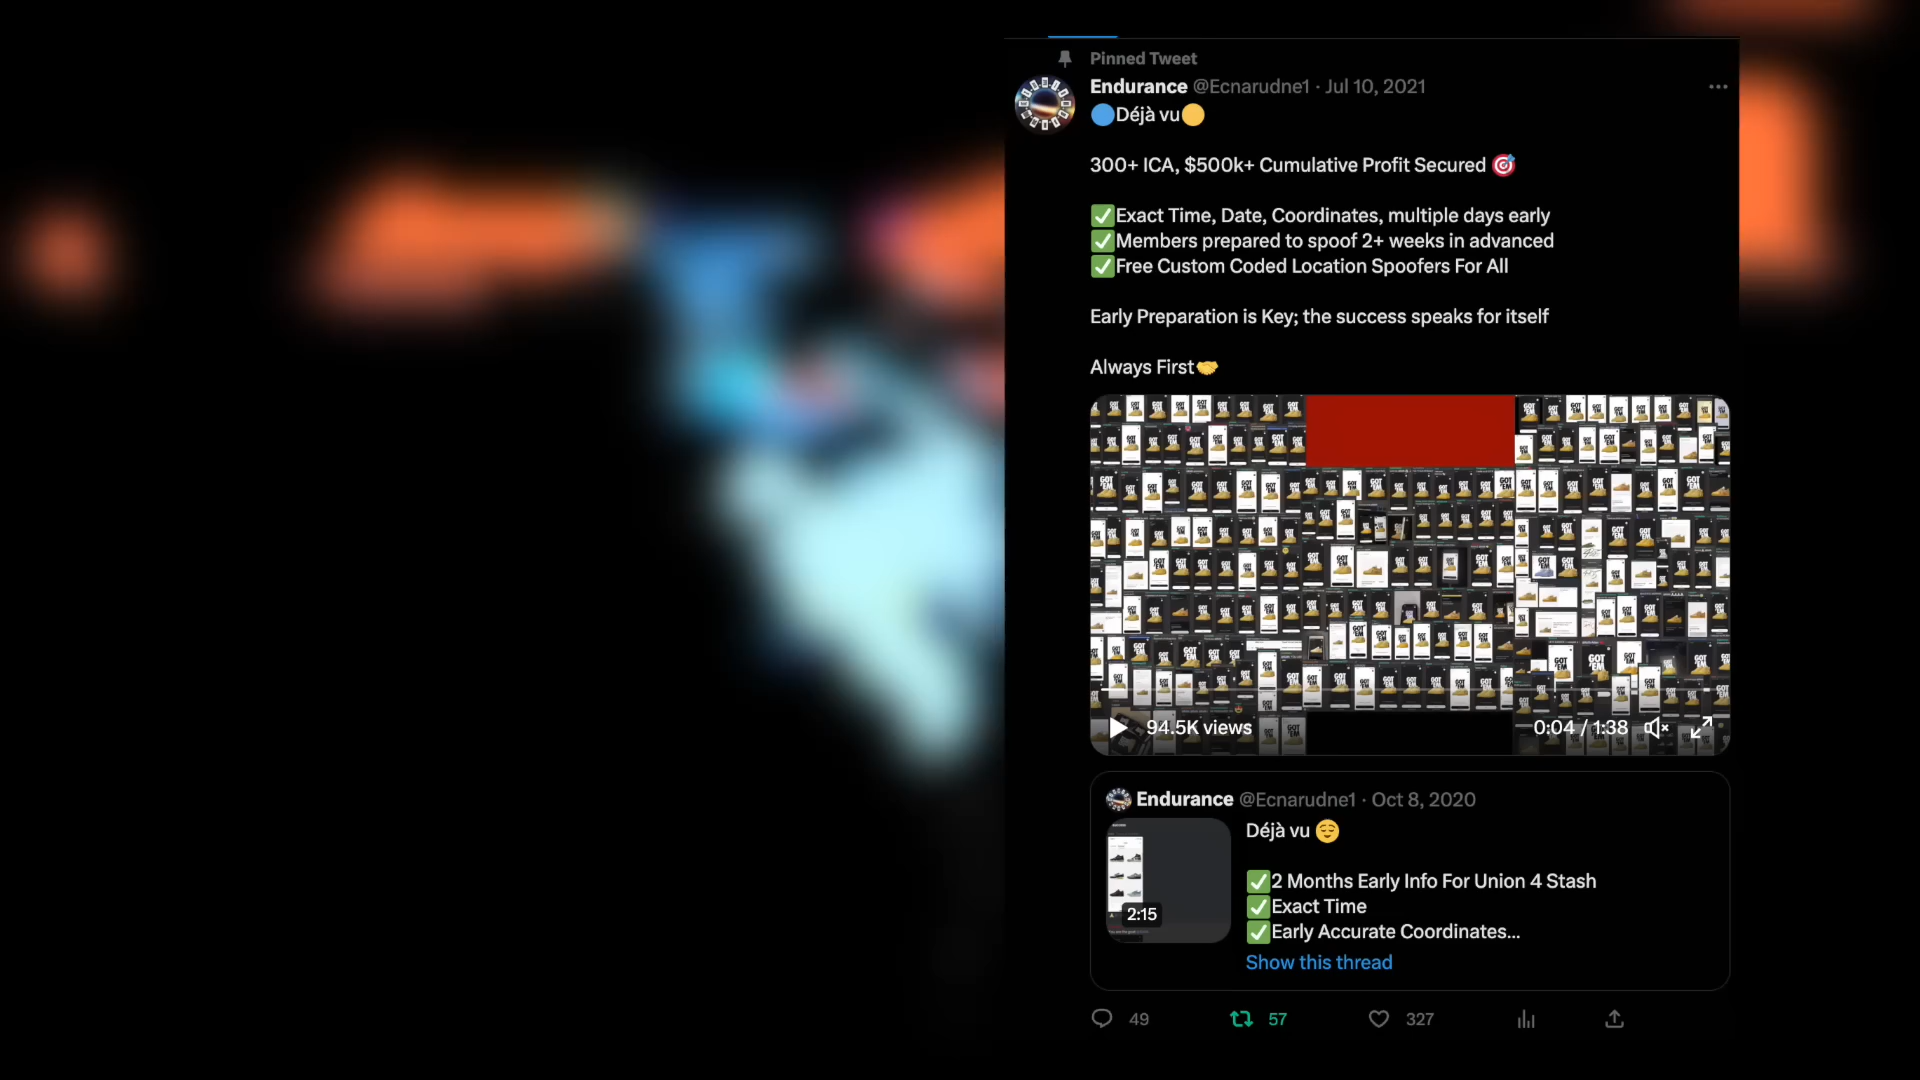 Pinned Tweet
Endurance @Ecnarudne1 · Jul 10, 2021
🔵Déjà vu🟡
300+ ICA, $500k+ Cumulative Profit Secured 🎯
✅Exact Time, Date, Coordinates, multiple days early
✅Members prepared to spoof 2+ weeks in advanced
✅Free Custom Coded Location Spoofers For All
Early Preparation is Key; the success speaks for itself
Always First🤝
GOT 'EM
94.5K views
0:04 / 1:38
Endurance @Ecnarudne1 · Oct 8, 2020
Déjà vu 😌
✅2 Months Early Info For Union 4 Stash
✅Exact Time
✅Early Accurate Coordinates...
2:15
Show this thread
49
57
327